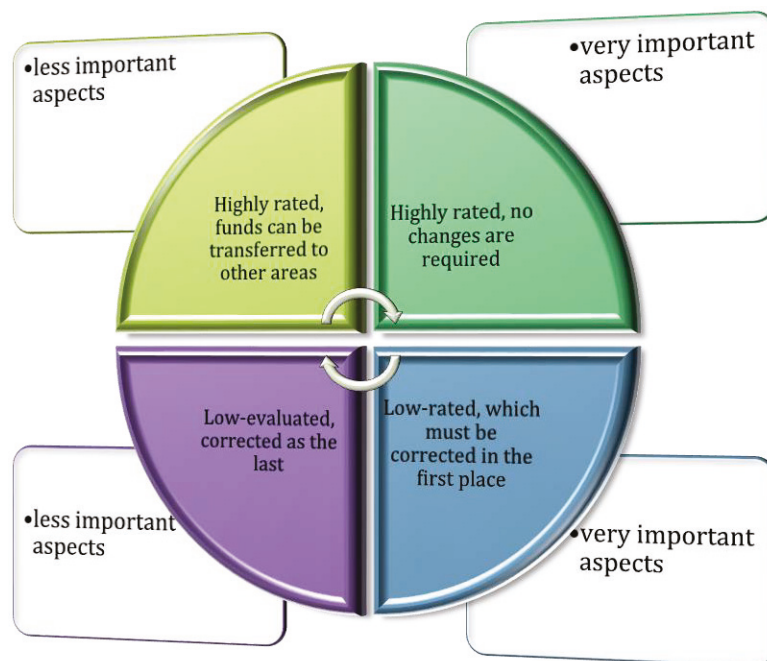 •less important
aspects
•very important
aspects
Highly rated,
funds can be
transferred to
other areas
Highly rated, no
changes are
required
Low-evaluated,
corrected as the
last
Low-rated, which
must be
corrected in the
first place
•less important
aspects
•very important
aspects